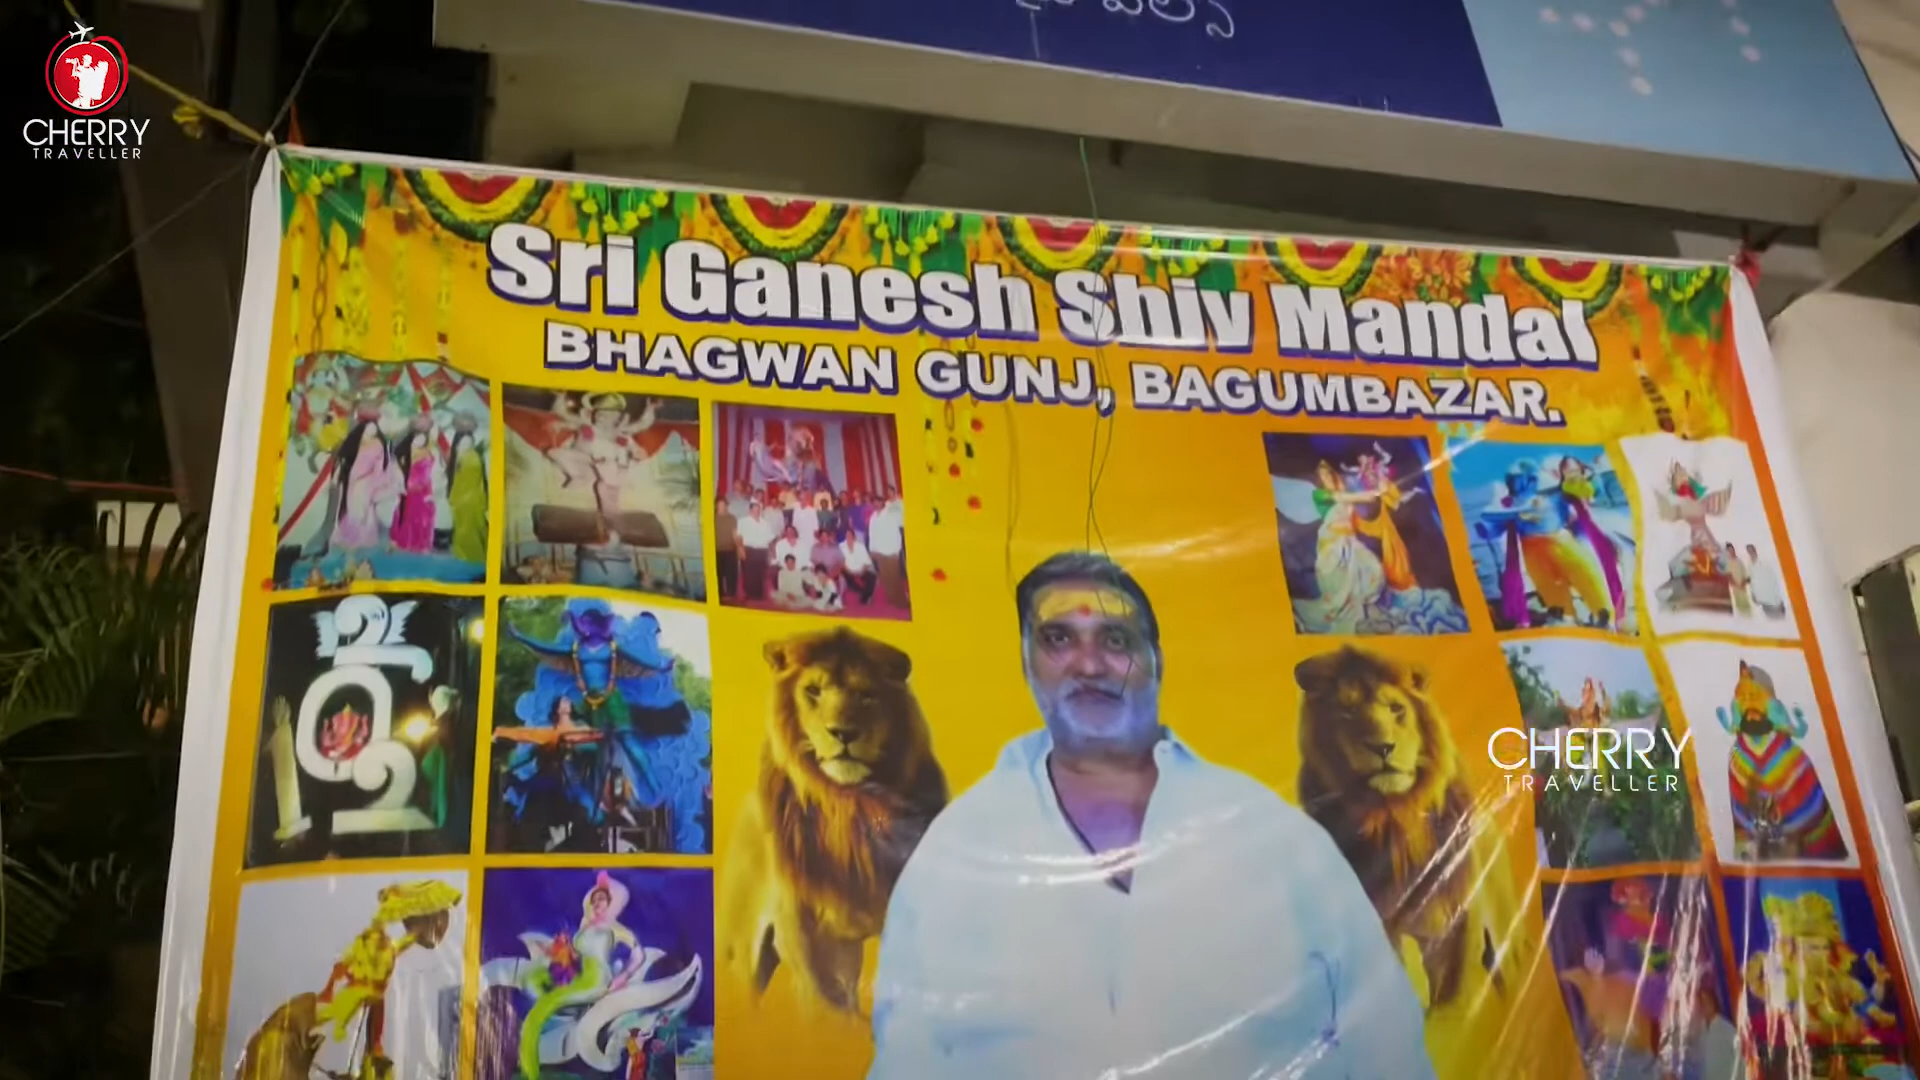 CHERRY
TRAVELLER
Sri Ganesh Shiv Mandal
BHAGWAN GUNJ, BAGUMBAZAR.
CHERRY
TRAVELLER